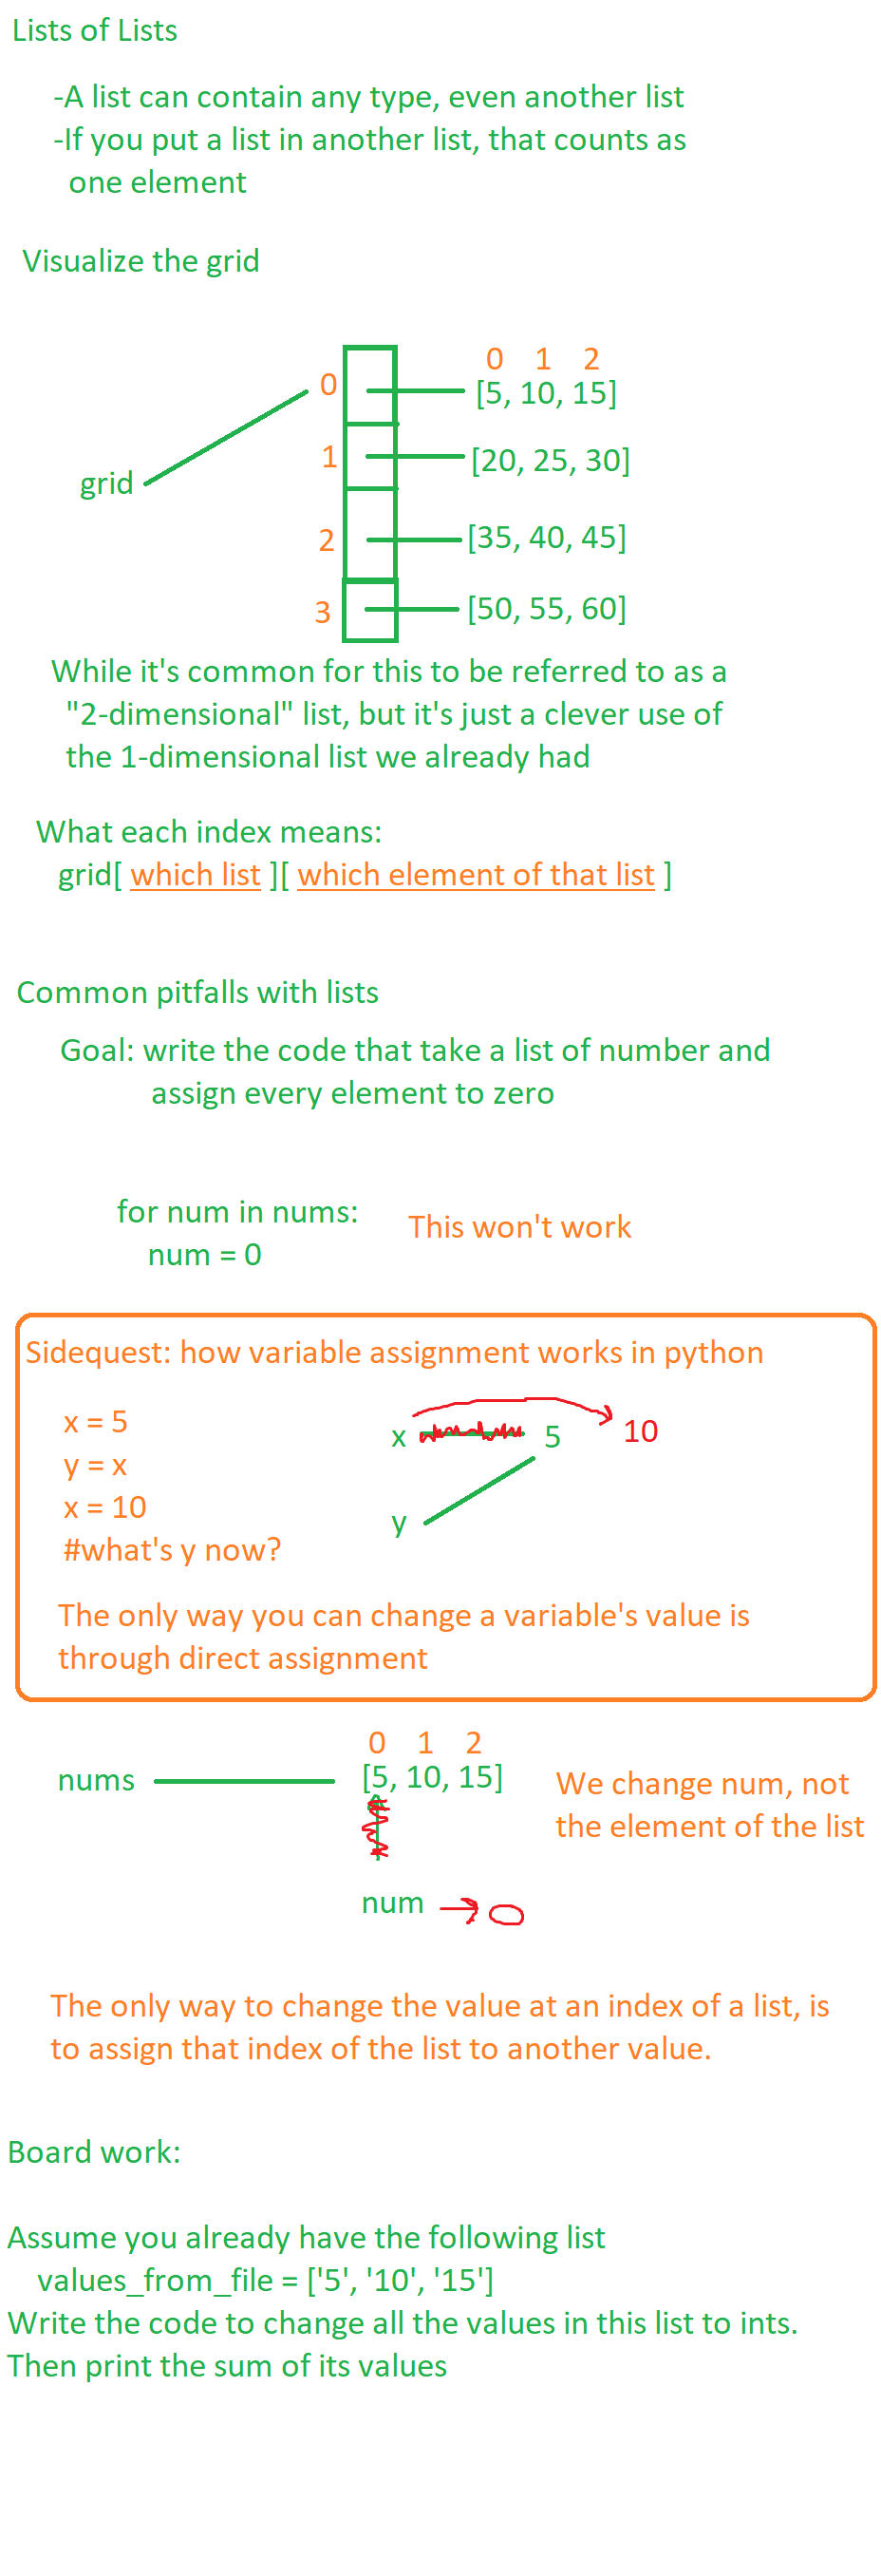 Lists of Lists
-A list can contain any type, even another list
-If you put a list in another list, that counts as
one element
Visualize the grid
0 1 2
0 [5, 10, 15]
1 [20, 25, 30]
grid
2 [35, 40, 45]
3 [50, 55, 60]
While it's common for this to be referred to as a
"2-dimensional" list, but it's just a clever use of
the 1-dimensional list we already had
What each index means:
grid[ which list ][ which element of that list ]
Common pitfalls with lists
Goal: write the code that take a list of number and
assign every element to zero
for num in nums:
num = 0
This won't work
Sidequest: how variable assignment works in python
x = 5
y = x
x = 10
#what's y now?
x 5 10
y
The only way you can change a variable's value is
through direct assignment
0 1 2
nums [5, 10, 15]
We change num, not
the element of the list
num 0
The only way to change the value at an index of a list, is
to assign that index of the list to another value.
Board work:
Assume you already have the following list
values_from_file = ['5', '10', '15']
Write the code to change all the values in this list to ints.
Then print the sum of its values